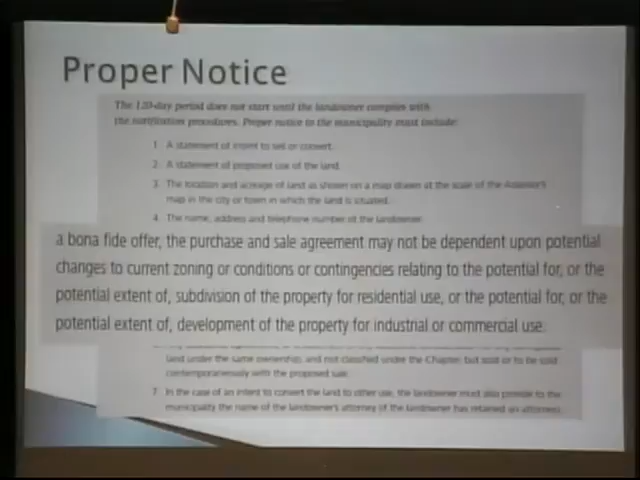 Proper Notice
The 120-day period does not start until the landowner complies with
the notification procedures. Proper notice to the municipality must include:
1. A statement of intent to sell or convert.
2. A statement of proposed use of the land.
3. The location and acreage of land as shown on a map drawn at the scale of the Assessor's
map in the city or town in which the land is situated.
4. The name, address and telephone number of the landowner.
a bona fide offer, the purchase and sale agreement may not be dependent upon potential
changes to current zoning or conditions or contingencies relating to the potential for, or the
potential extent of, subdivision of the property for residential use, or the potential for, or the
potential extent of, development of the property for industrial or commercial use.
land under the same ownership, and not classified under the Chapter, but sold or to be sold
contemporaneously with the proposed sale.
7. In the case of an intent to convert the land to other use, the landowner must also provide to the
municipality the name of the landowner's attorney (if the landowner has retained an attorney).